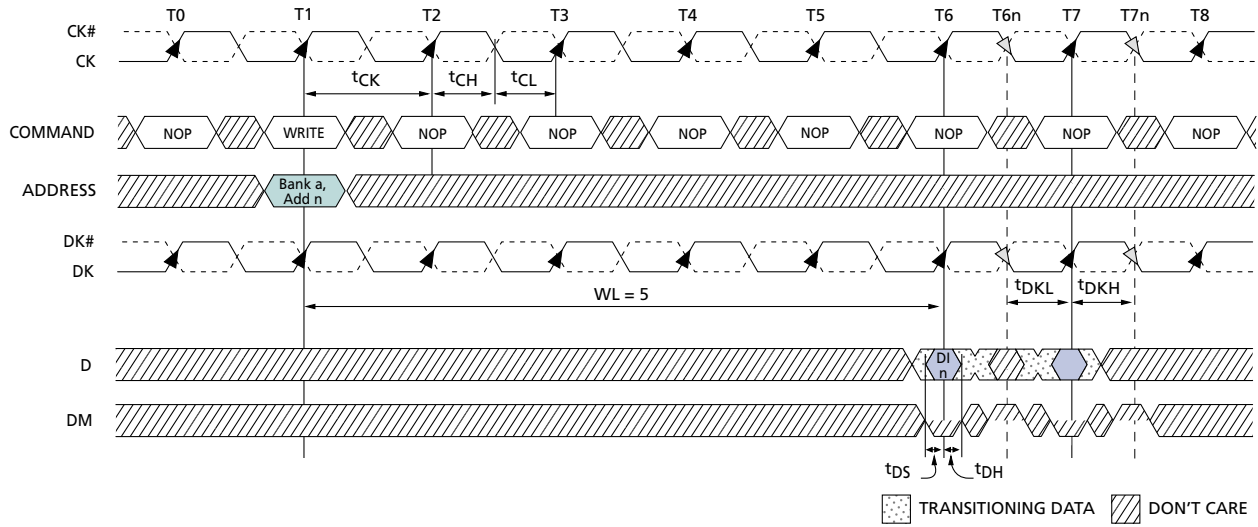 T0 T1 T2 T3 T4 T5 T6 T6n T7 T7n T8
CK#
CK
tCK tCH tCL
COMMAND NOP WRITE NOP NOP NOP NOP NOP NOP NOP
ADDRESS Bank a,
Add n
DK#
DK
WL = 5 tDKL tDKH
D DI
n
DM
tDS tDH
TRANSITIONING DATA DON'T CARE